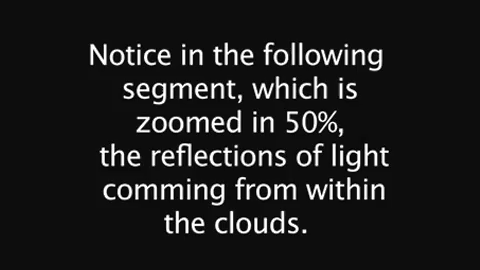 Notice in the following
segment, which is
zoomed in 50%,
the reflections of light
comming from within
the clouds.